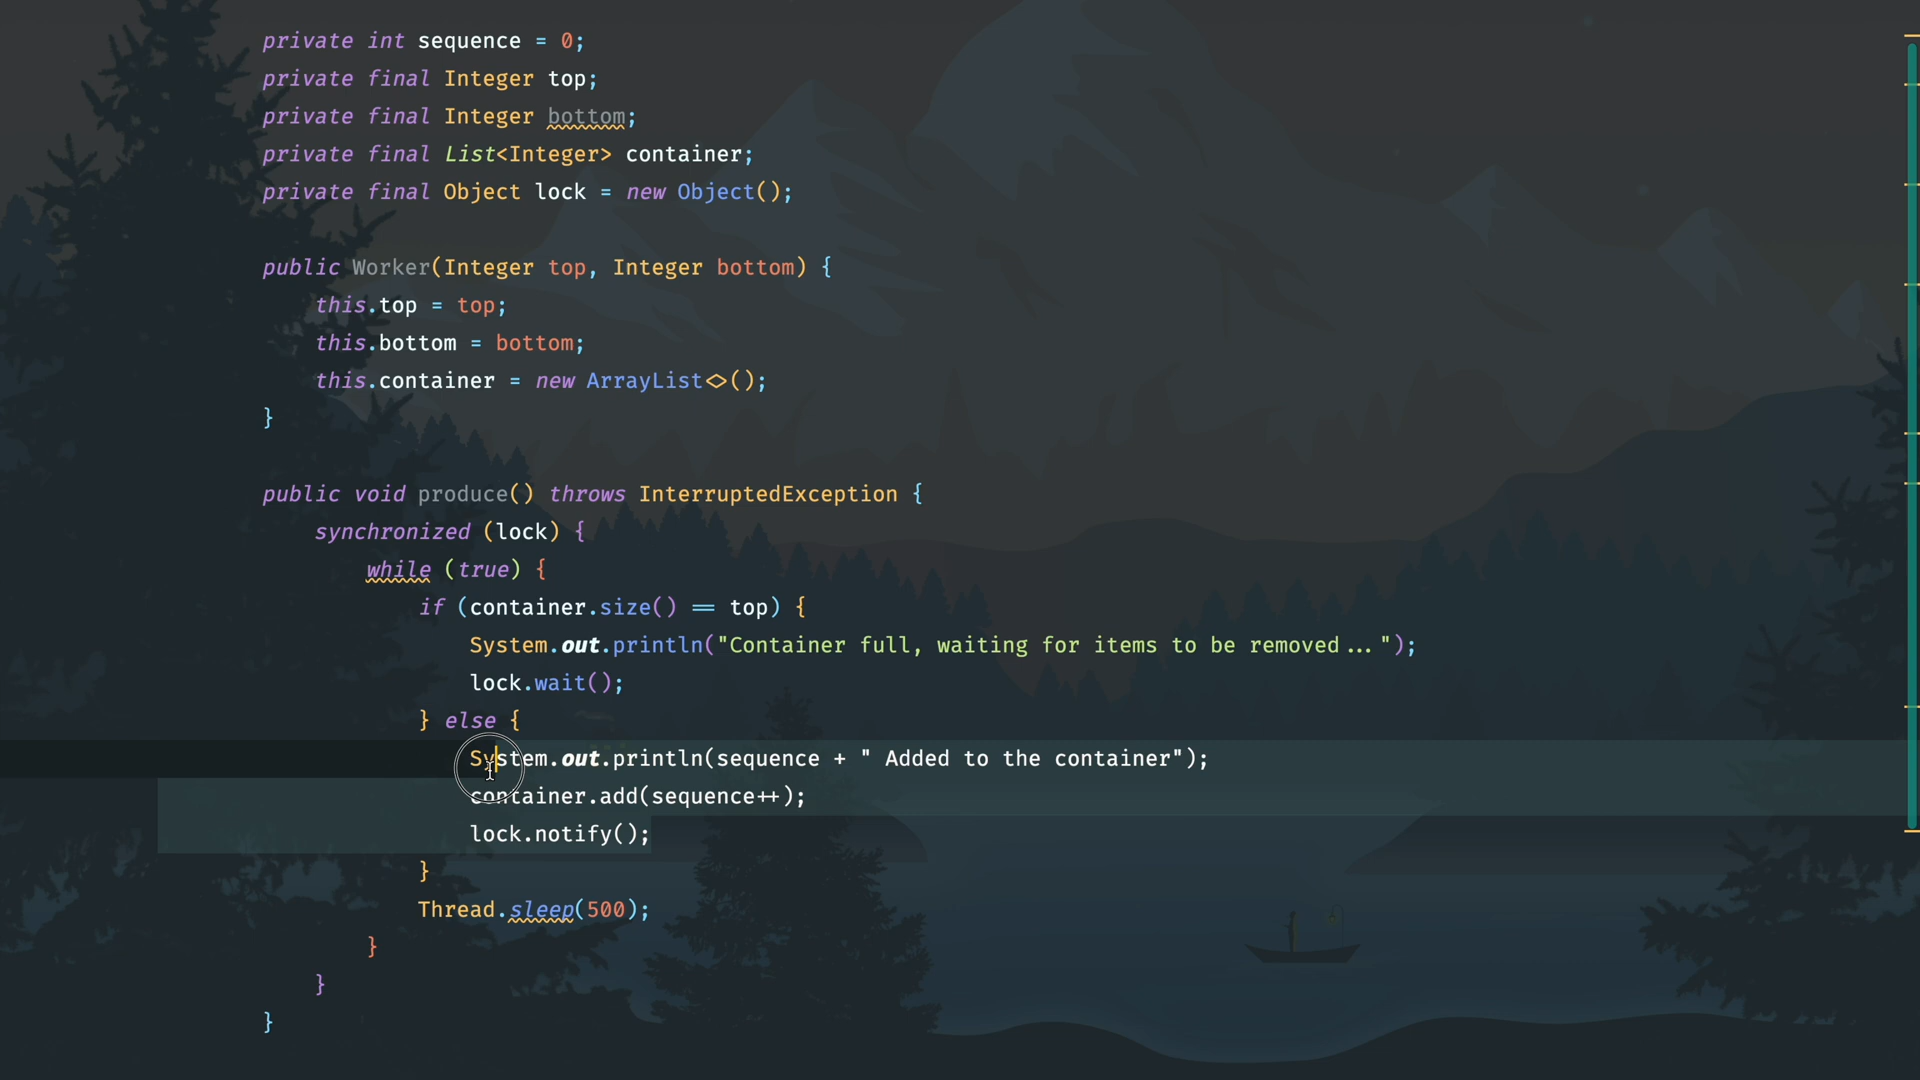 private int sequence = 0;
private final Integer top;
private final Integer bottom;
private final List<Integer> container;
private final Object lock = new Object();
public Worker(Integer top, Integer bottom) {
this.top = top;
this.bottom = bottom;
this.container = new ArrayList<>();
}
public void produce() throws InterruptedException {
synchronized (lock) {
while (true) {
if (container.size() == top) {
System.out.println("Container full, waiting for items to be removed...");
lock.wait();
} else {
System.out.println(sequence + " Added to the container");
container.add(sequence++);
lock.notify();
}
Thread.sleep(500);
}
}
}